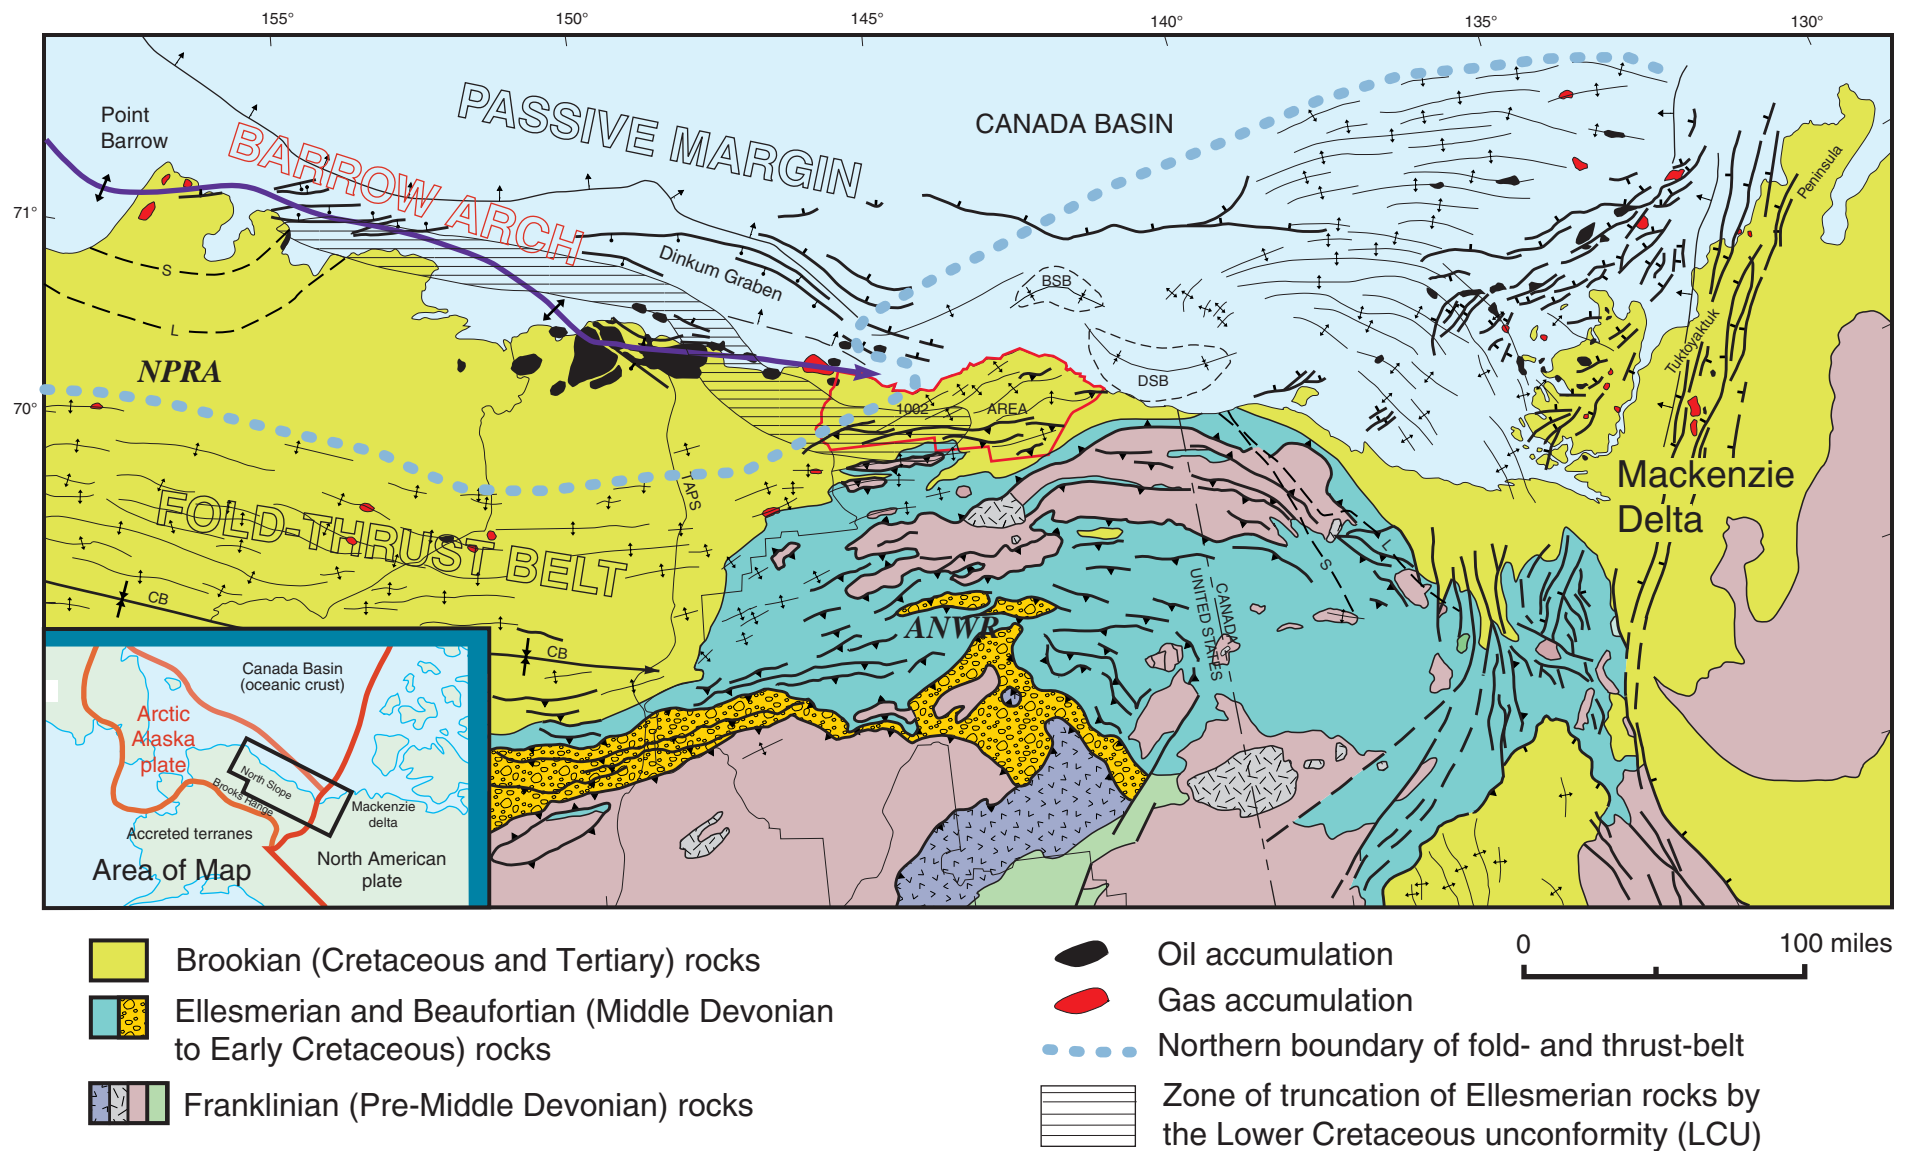 155°
150°
145°
140°
135°
130°
71°
70°
Point
Barrow
PASSIVE MARGIN
BARROW ARCH
CANADA BASIN
Peninsula
Dinkum Graben
BSB
DSB
S
L
NPRA
1002
AREA
Tuktoyaktuk
Mackenzie
Delta
TAPS
FOLD-THRUST BELT
L
S
CB
CB
ANWR
CANADA
UNITED STATES
Canada Basin
(oceanic crust)
Arctic
Alaska
plate
North Slope
Brooks Range
Mackenzie
delta
Accreted terranes
North American
plate
Area of Map
Brookian (Cretaceous and Tertiary) rocks
Ellesmerian and Beaufortian (Middle Devonian
to Early Cretaceous) rocks
Franklinian (Pre-Middle Devonian) rocks
Oil accumulation
Gas accumulation
Northern boundary of fold- and thrust-belt
Zone of truncation of Ellesmerian rocks by
the Lower Cretaceous unconformity (LCU)
0
100 miles